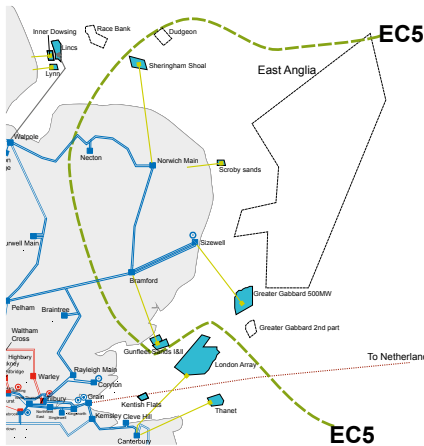 Inner Dowsing
Race Bank
Lincs
Dudgeon
EC5
Lynn
Sheringham Shoal
East Anglia
Walpole
Necton
Norwich Main
Scroby sands
Sizewell
Bramford
Greater Gabbard 500MW
Pelham
Braintree
Greater Gabbard 2nd part
Waltham
Cross
Gunfleet Sands I&II
London Array
To Netherland
Highbury
Warley
Rayleigh Main
Coryton
Grain
Kentish Flats
Thanet
Kemsley
Cleve Hill
Canterbury
EC5